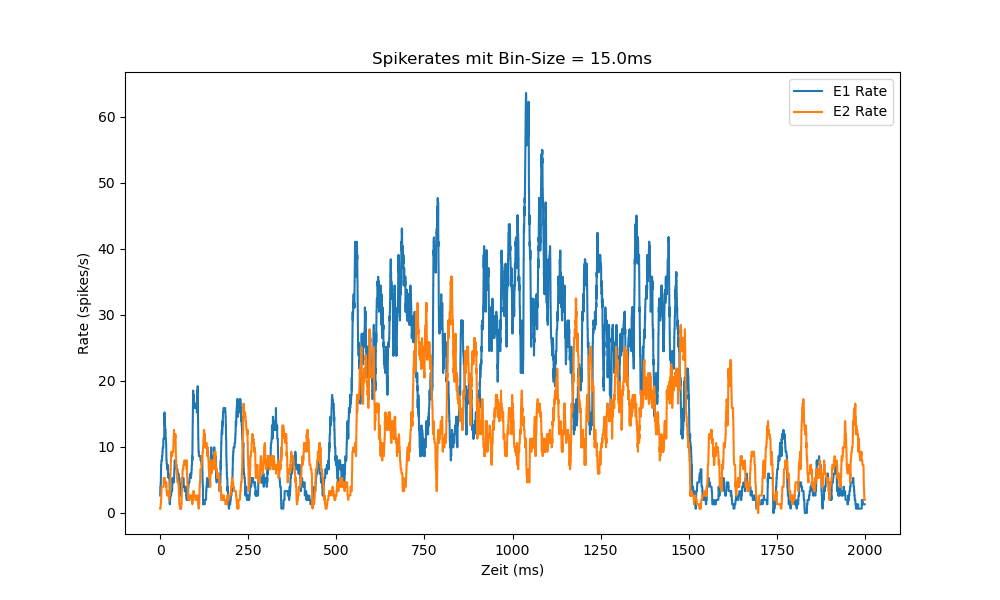 Spikerates mit Bin-Size = 15.0ms
E1 Rate
E2 Rate
Rate (spikes/s)
60
50
40
30
20
10
0
0 250 500 750 1000 1250 1500 1750 2000
Zeit (ms)